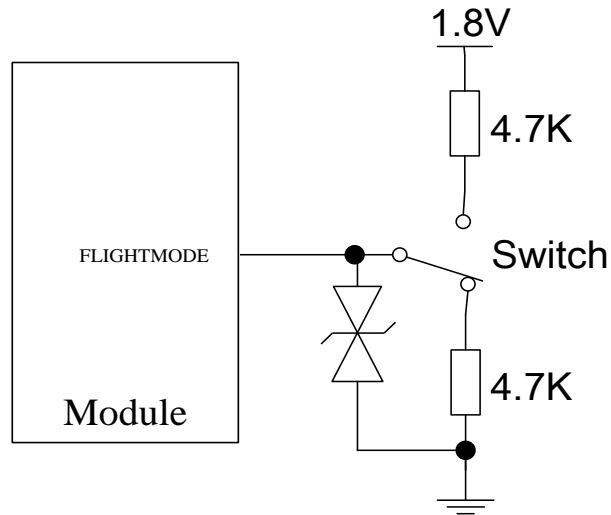 1.8V
4.7K
FLIGHTMODE
Switch
4.7K
Module